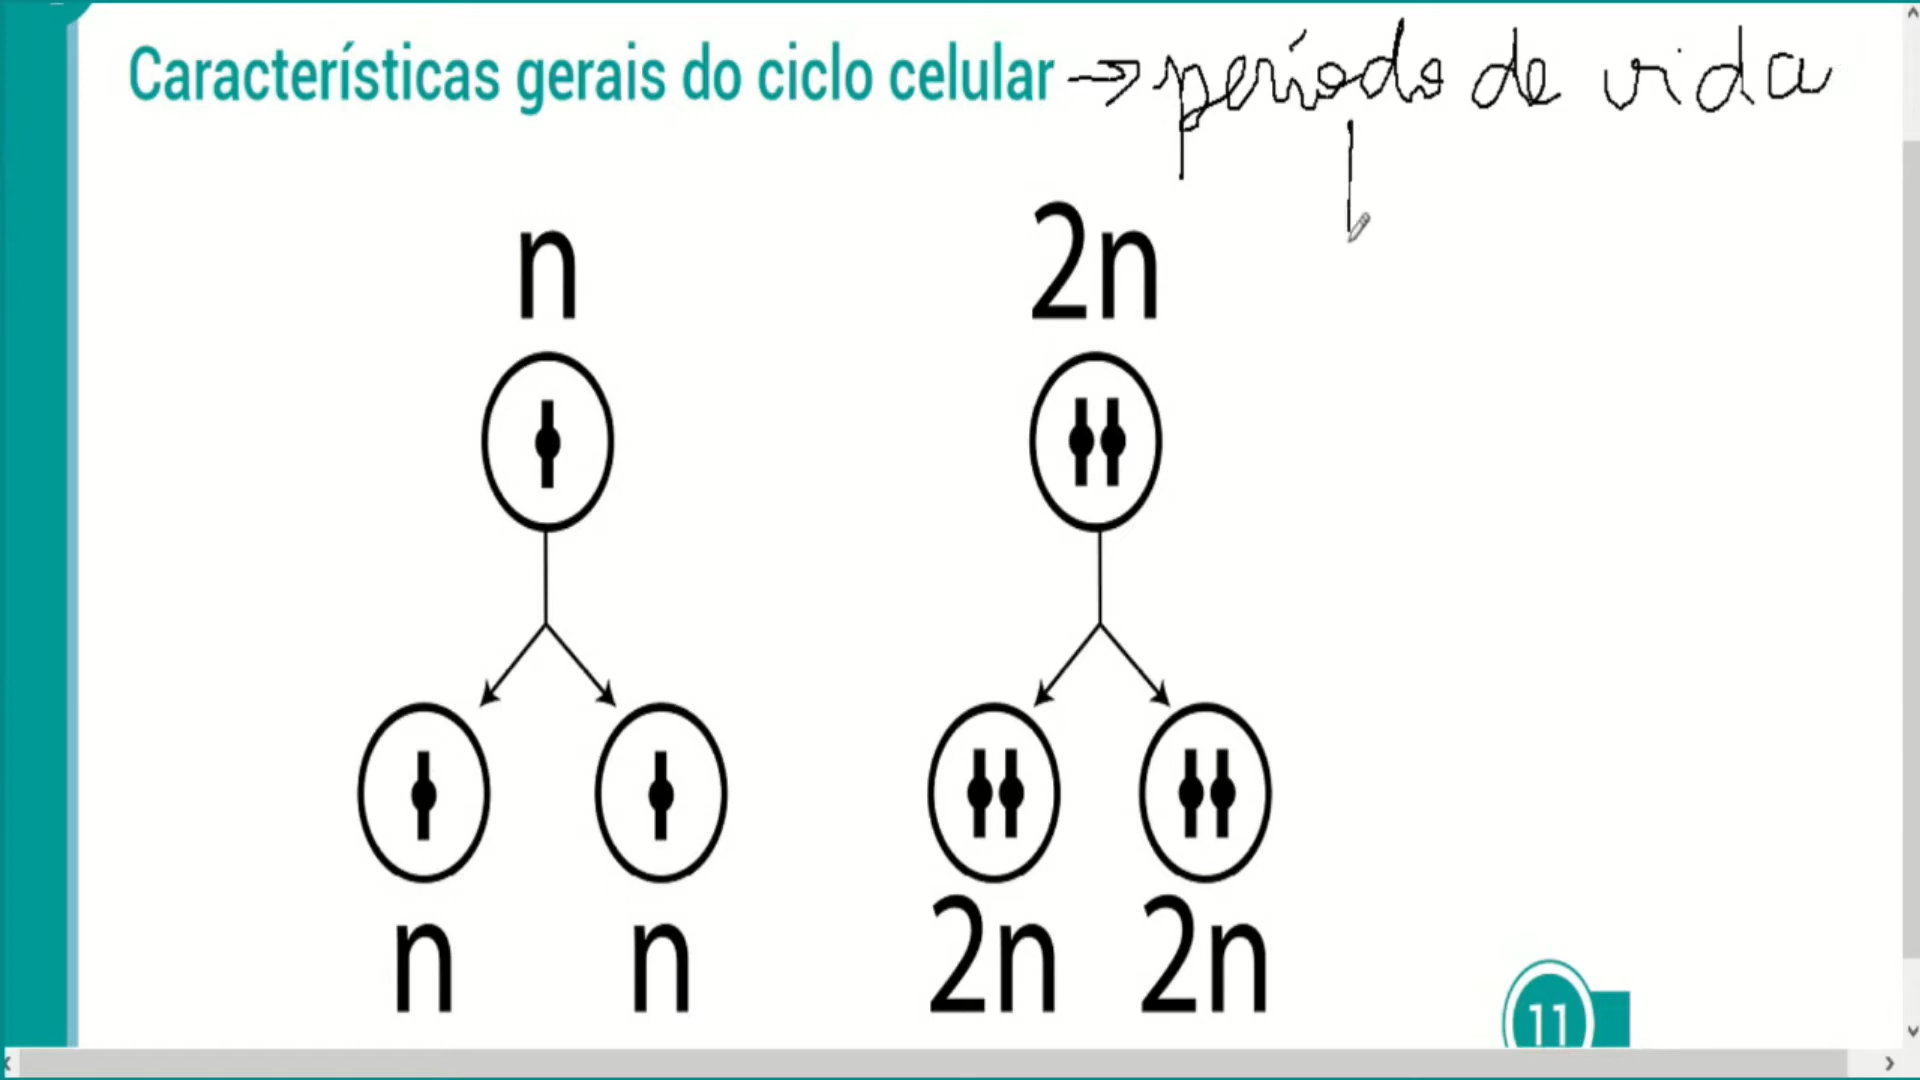 Características gerais do ciclo celular → período de vida
n 2n
n n 2n 2n
11